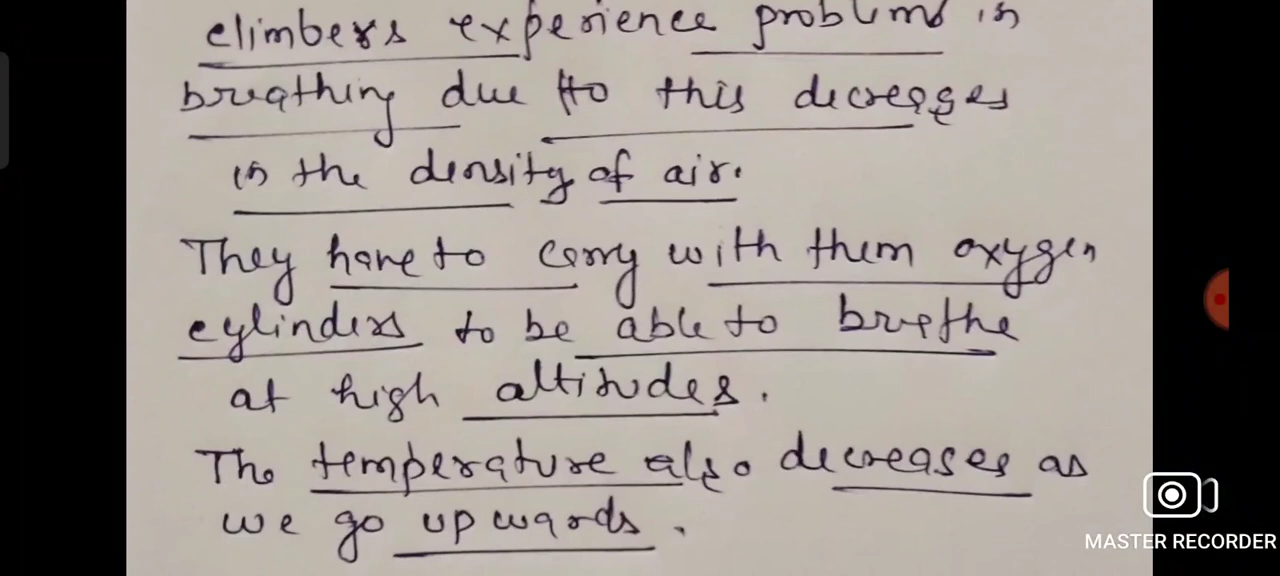 climbers experience problems in
breathing due to this decreases
in the density of air.
They have to carry with them oxygen
cylinders to be able to brethe
at high altitudes.
The temperature also decreases as
we go upwards.
MASTER RECORDER